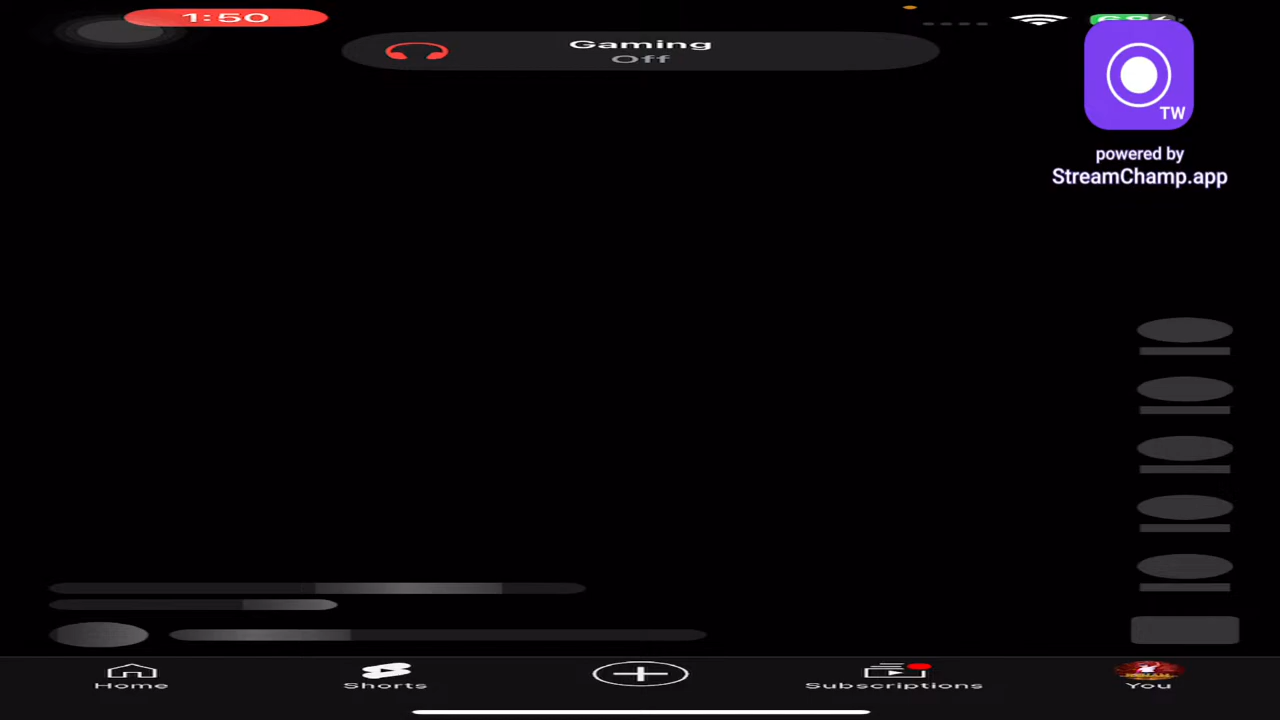 1:50
Gaming
Off
TW
powered by
StreamChamp.app
Home
Shorts
Subscriptions
You